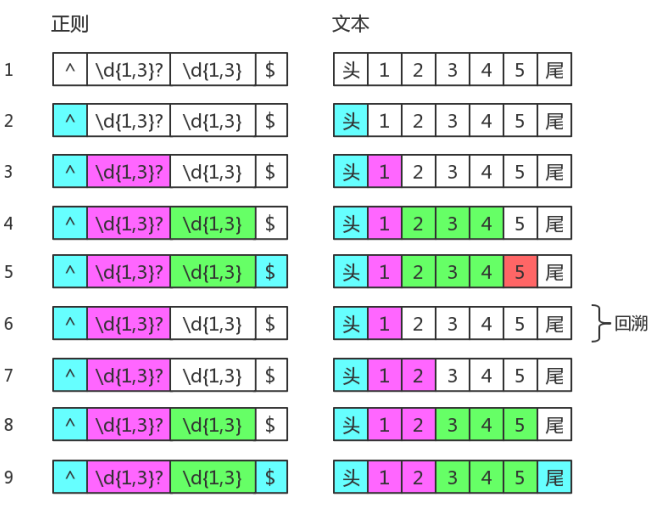 正则 文本
1 ^ \d{1,3}? \d{1,3} $ 头 1 2 3 4 5 尾
2 ^ \d{1,3}? \d{1,3} $ 头 1 2 3 4 5 尾
3 ^ \d{1,3}? \d{1,3} $ 头 1 2 3 4 5 尾
4 ^ \d{1,3}? \d{1,3} $ 头 1 2 3 4 5 尾
5 ^ \d{1,3}? \d{1,3} $ 头 1 2 3 4 5 尾
6 ^ \d{1,3}? \d{1,3} $ 头 1 2 3 4 5 尾 回溯
7 ^ \d{1,3}? \d{1,3} $ 头 1 2 3 4 5 尾
8 ^ \d{1,3}? \d{1,3} $ 头 1 2 3 4 5 尾
9 ^ \d{1,3}? \d{1,3} $ 头 1 2 3 4 5 尾